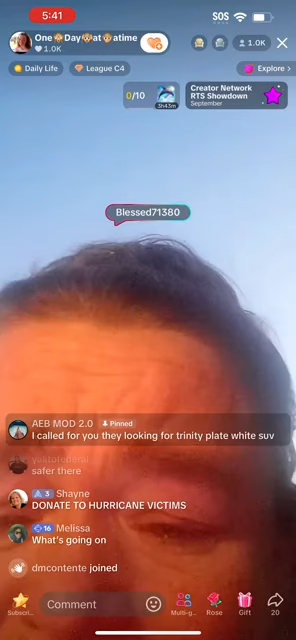 5:41
SOS
One Day at atime
1.0K
1.0K
Daily Life
League C4
Explore >
0/10
3h43m
Creator Network
RTS Showdown
September
Blessed71380
AEB MOD 2.0 Pinned
I called for you they looking for trinity plate white suv
safer there
3 Shayne
DONATE TO HURRICANE VICTIMS
16 Melissa
What's going on
dmcontente joined
Subscri...
Comment
Multi-g...
Rose
Gift
20